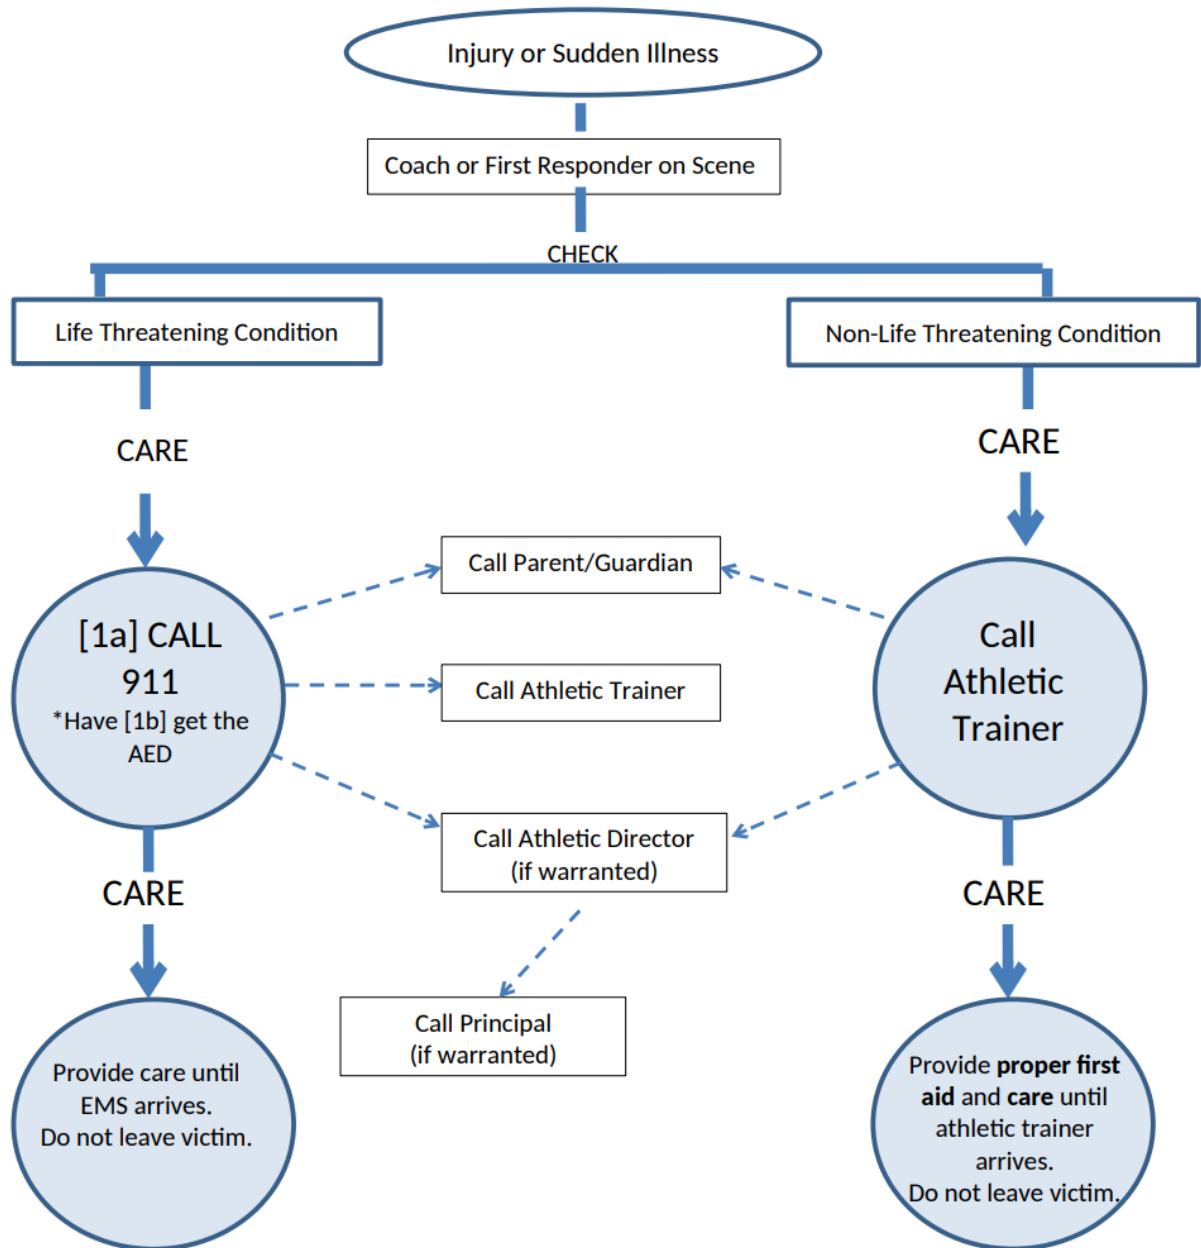 Injury or Sudden Illness
Coach or First Responder on Scene
CHECK
Life Threatening Condition
Non-Life Threatening Condition
CARE
CARE
Call Parent/Guardian
[1a] CALL
911
*Have [1b] get the
AED
Call Athletic Trainer
Call
Athletic
Trainer
Call Athletic Director
(if warranted)
CARE
CARE
Call Principal
(if warranted)
Provide care until
EMS arrives.
Do not leave victim.
Provide proper first
aid and care until
athletic trainer
arrives.
Do not leave victim.